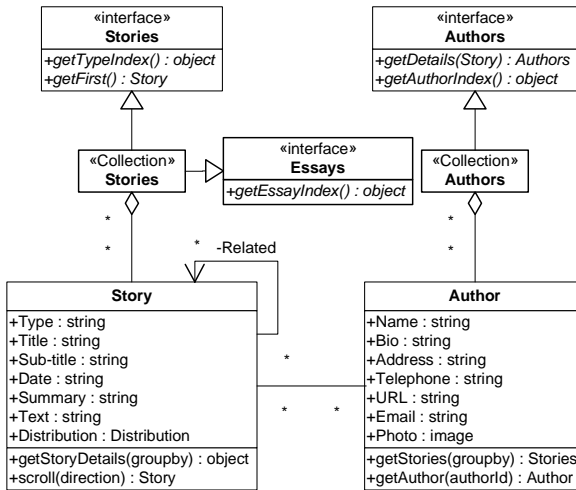 «interface»
Stories
+getTypeIndex() : object
+getFirst() : Story
«interface»
Authors
+getDetails(Story) : Authors
+getAuthorIndex() : object
«Collection»
Stories
«interface»
Essays
+getEssayIndex() : object
«Collection»
Authors
*
*
*
-Related
*
*
Story
+Type : string
+Title : string
+Sub-title : string
+Date : string
+Summary : string
+Text : string
+Distribution : Distribution
+getStoryDetails(groupby) : object
+scroll(direction) : Story
*
*
*
Author
+Name : string
+Bio : string
+Address : string
+Telephone : string
+URL : string
+Email : string
+Photo : image
+getStories(groupby) : Stories
+getAuthor(authorId) : Author